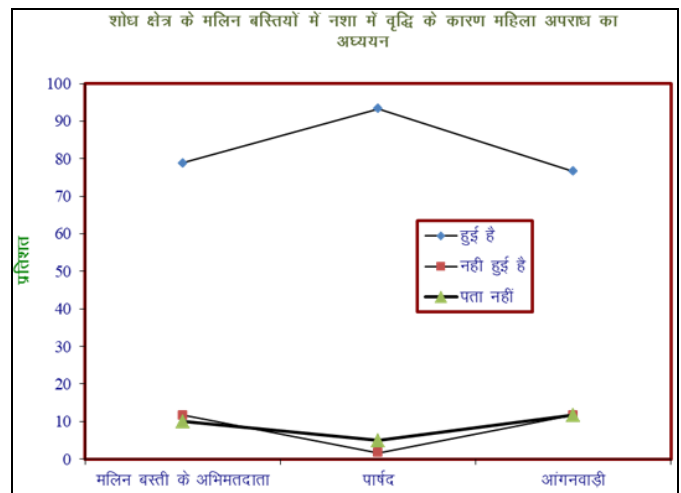 शोध क्षेत्र के मलिन बस्तियों में नशा में वृद्धि के कारण महिला अपराध का
अध्ययन
100
90
80
70
60
50
40
30
20
10
0
प्रतिशत
हुई है
नही हुई है
पता नहीं
मलिन बस्ती के अभिमतदाता
पार्षद
आंगनवाड़ी